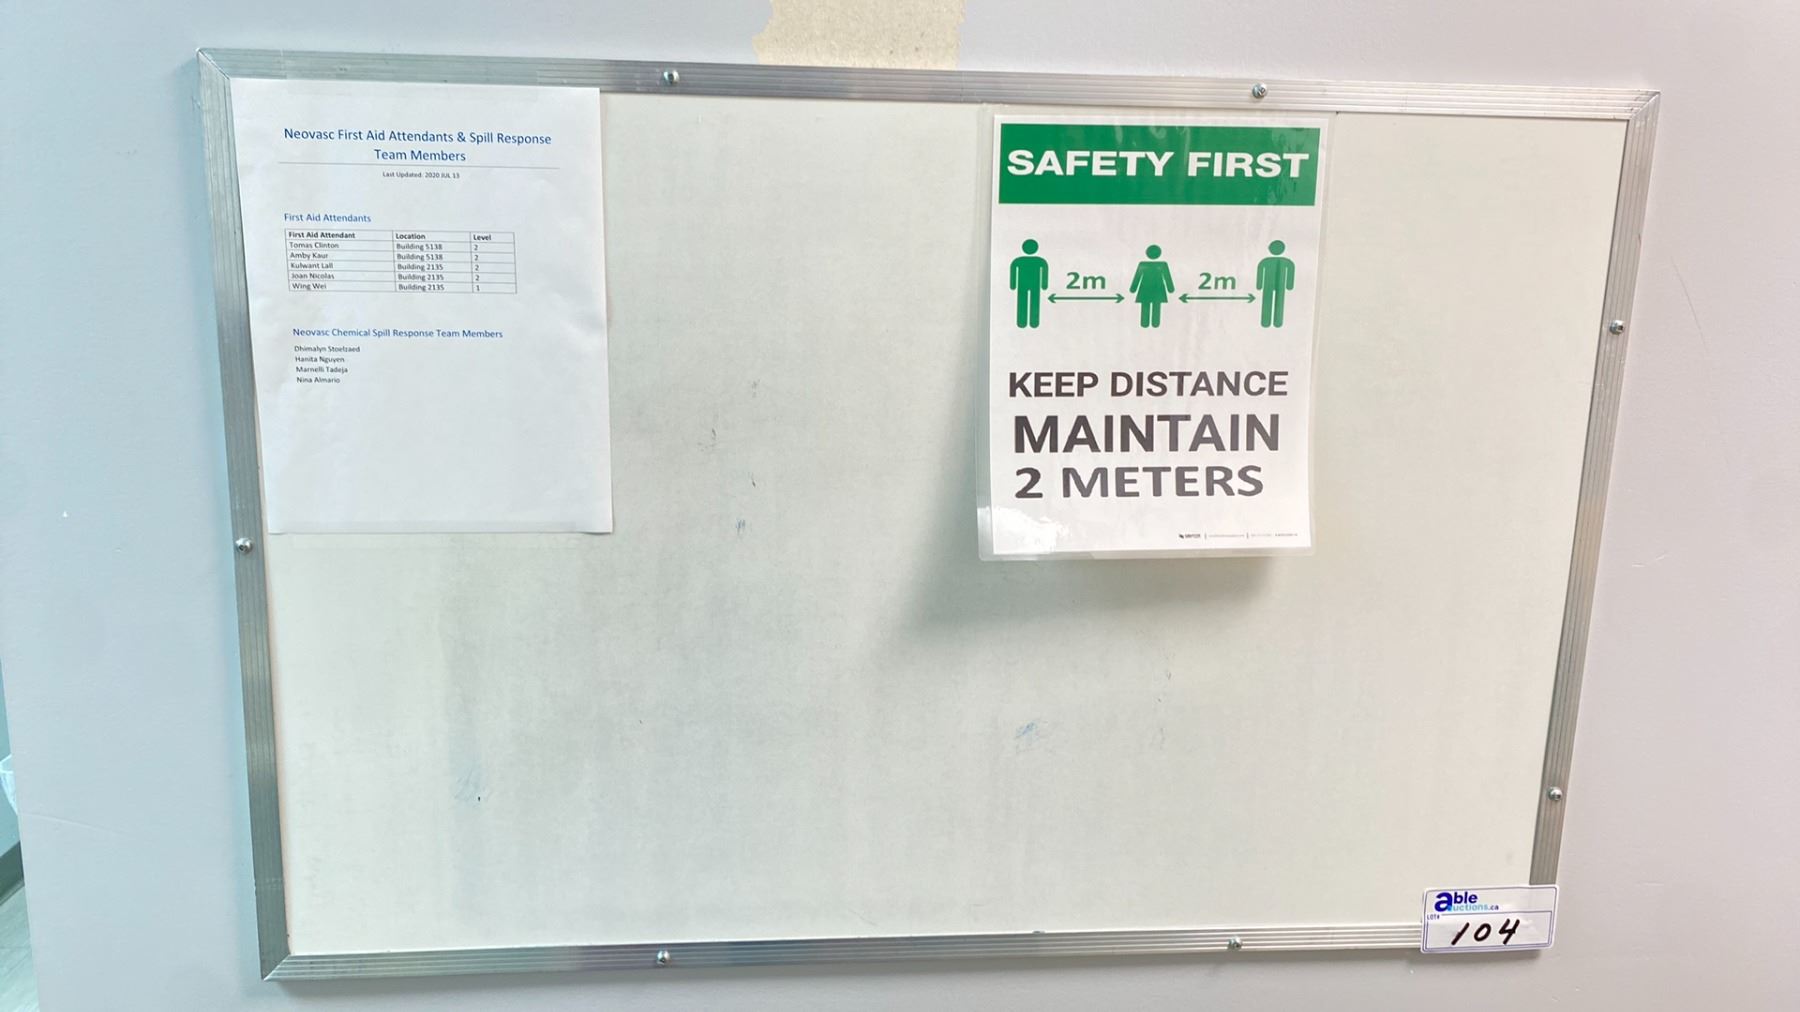 Neovasc First Aid Attendants & Spill Response
Team Members
Last Updated: 2020 JUL 13
First Aid Attendants
First Aid Attendant Location Level
Tomas Clinton Building 5138 2
Amby Kaur Building 5138 2
Kulwant Lall Building 2135 2
Joan Nicolas Building 2135 2
Wing Wei Building 2135 1
Neovasc Chemical Spill Response Team Members
Dhimalyn Stoelzaed
Hanita Nguyen
Marnelli Tadeja
Nina Almario
SAFETY FIRST
2m 2m
KEEP DISTANCE
MAINTAIN
2 METERS
able
auctions.ca
LOT#
104